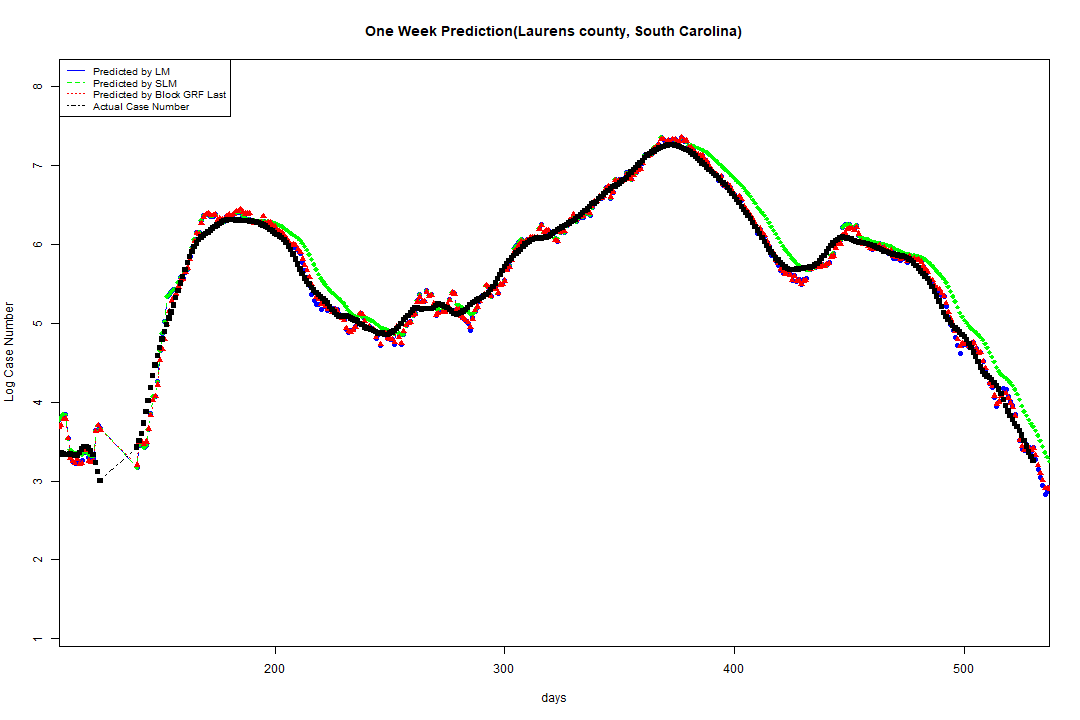 One Week Prediction(Laurens county, South Carolina)
Predicted by LM
Predicted by SLM
Predicted by Block GRF Last
Actual Case Number
8
7
6
5
4
3
2
1
Log Case Number
200 300 400 500
days